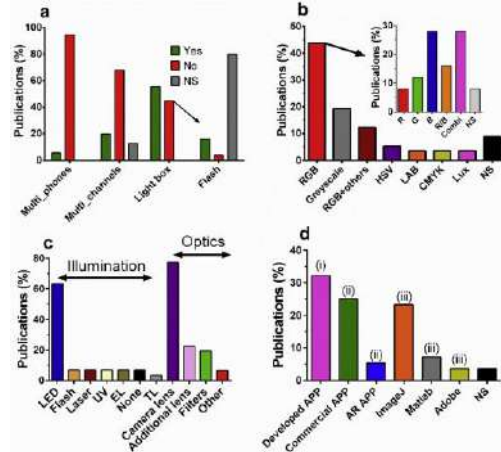 a
Yes
No
NS
Publications (%)
100
80
60
40
20
0
Multi_phones
Multi_channels
Light box
Flash
b
Publications (%)
50
40
30
20
10
0
RGB
Greyscale
RGB+others
HSV
LAB
CMYK
Lux
NS
Publications (%)
30
20
10
0
R
G
B
R/B
Combi
NS
c
Illumination
Optics
Publications (%)
80
60
40
20
0
LED
Flash
Laser
UV
EL
None
TL
Camera lens
Additional lens
Filters
Other
d
Publications (%)
40
30
20
10
0
(i)
(ii)
(ii)
(iii)
(iii)
(iii)
Developed APP
Commercial APP
AR APP
ImageJ
Matlab
Adobe
NS